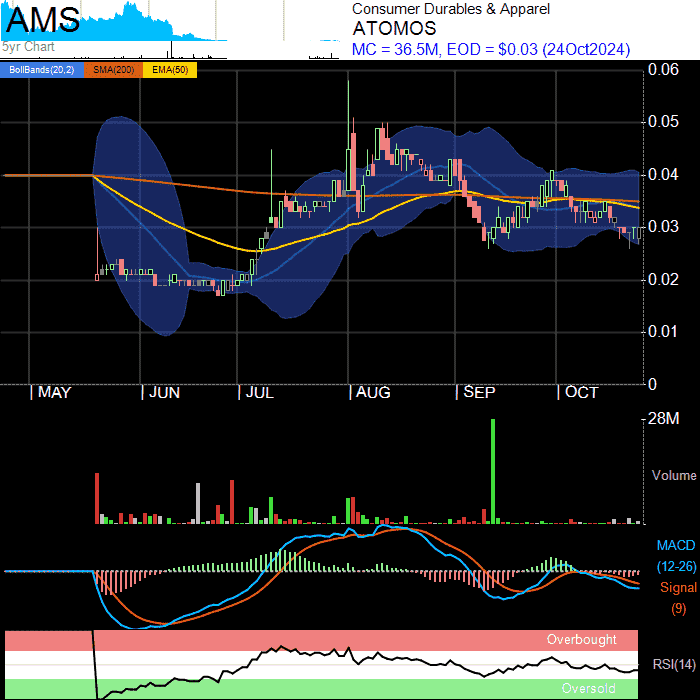 AMS
5yr Chart
Consumer Durables & Apparel
ATOMOS
MC = 36.5M, EOD = $0.03 (24Oct2024)
BollBands(20,2) SMA(200) EMA(50)
0.06
0.05
0.04
0.03
0.02
0.01
0
MAY JUN JUL AUG SEP OCT
28M
Volume
MACD
(12-26)
Signal
(9)
Overbought
RSI(14)
Oversold